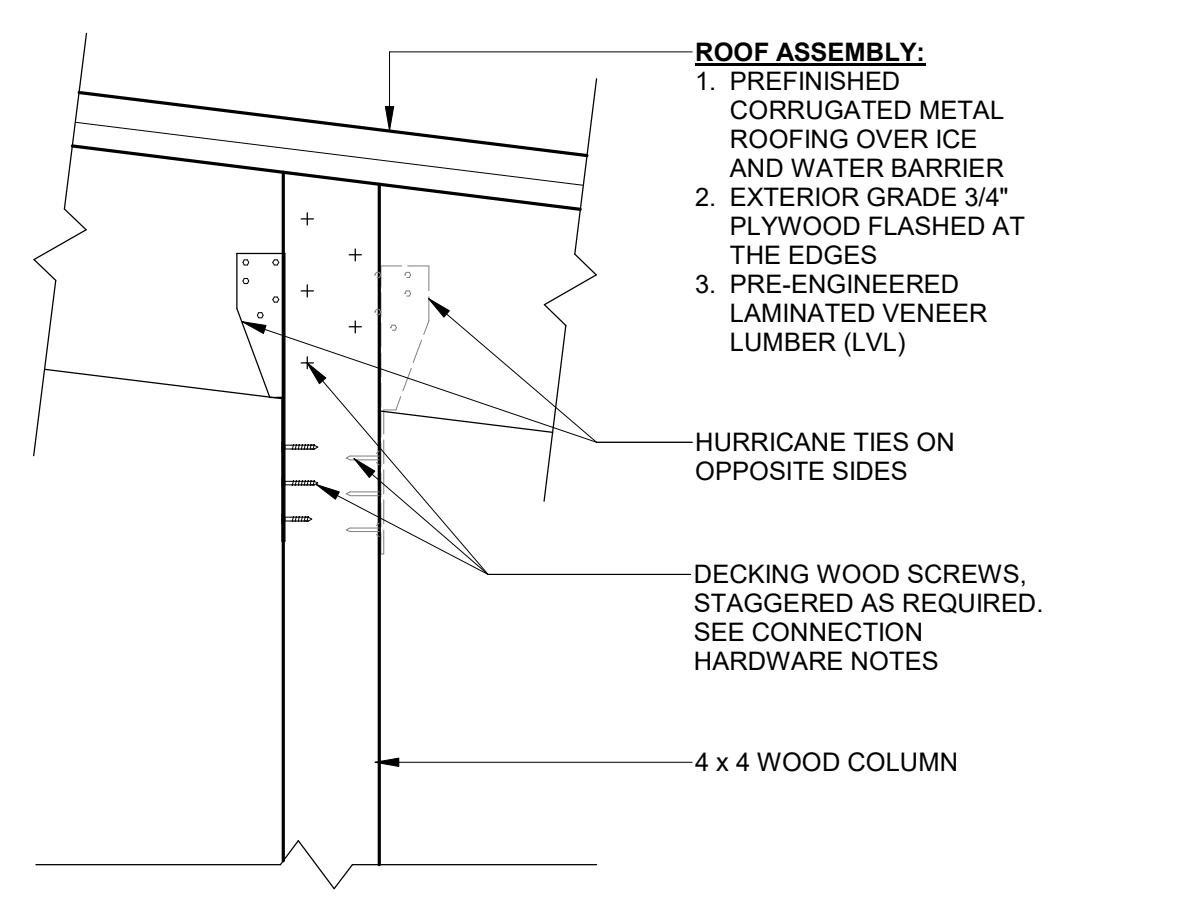 ROOF ASSEMBLY:
1. PREFINISHED
CORRUGATED METAL
ROOFING OVER ICE
AND WATER BARRIER
2. EXTERIOR GRADE 3/4"
PLYWOOD FLASHED AT
THE EDGES
3. PRE-ENGINEERED
LAMINATED VENEER
LUMBER (LVL)
HURRICANE TIES ON
OPPOSITE SIDES
DECKING WOOD SCREWS,
STAGGERED AS REQUIRED.
SEE CONNECTION
HARDWARE NOTES
4 x 4 WOOD COLUMN